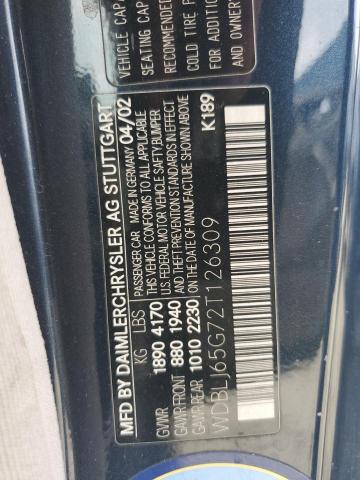 VEHICLE CAPA
SEATING CAPA
RECOMMENDED
COLD TIRE P
FOR ADDITIO
AND OWNER'
MFD BY DAIMLERCHRYSLER AG STUTTGART
PASSENGER CAR MADE IN GERMANY 04/02
KG LBS
GVWR 1890 4170
GAWR FRONT 880 1940
GAWR REAR 1010 2230
THIS VEHICLE CONFORMS TO ALL APPLICABLE
U.S. FEDERAL MOTOR VEHICLE SAFTY,BUMPER
AND THEFT PREVENTION STANDARDS IN EFFECT
ON THE DATE OF MANUFACTURE SHOWN ABOVE
WDBLJ65G72T126309 K189